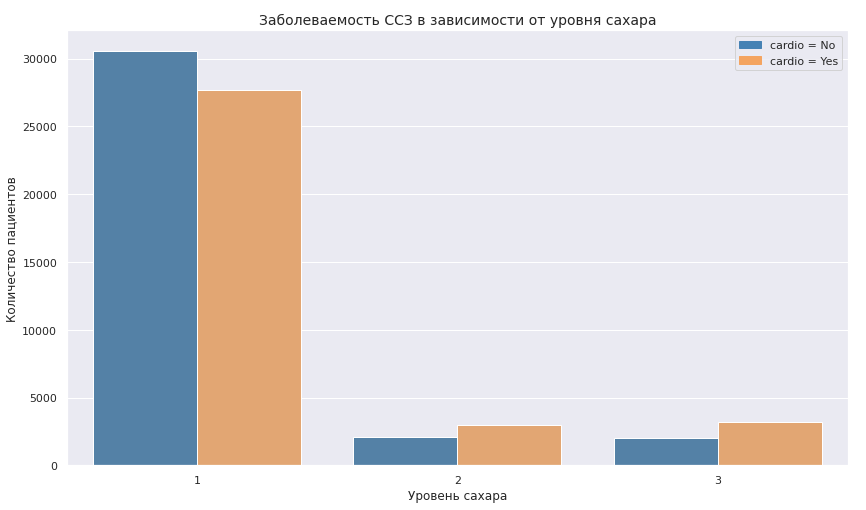 Заболеваемость ССЗ в зависимости от уровня сахара
cardio = No
cardio = Yes
Количество пациентов
30000
25000
20000
15000
10000
5000
0
1
2
3
Уровень сахара